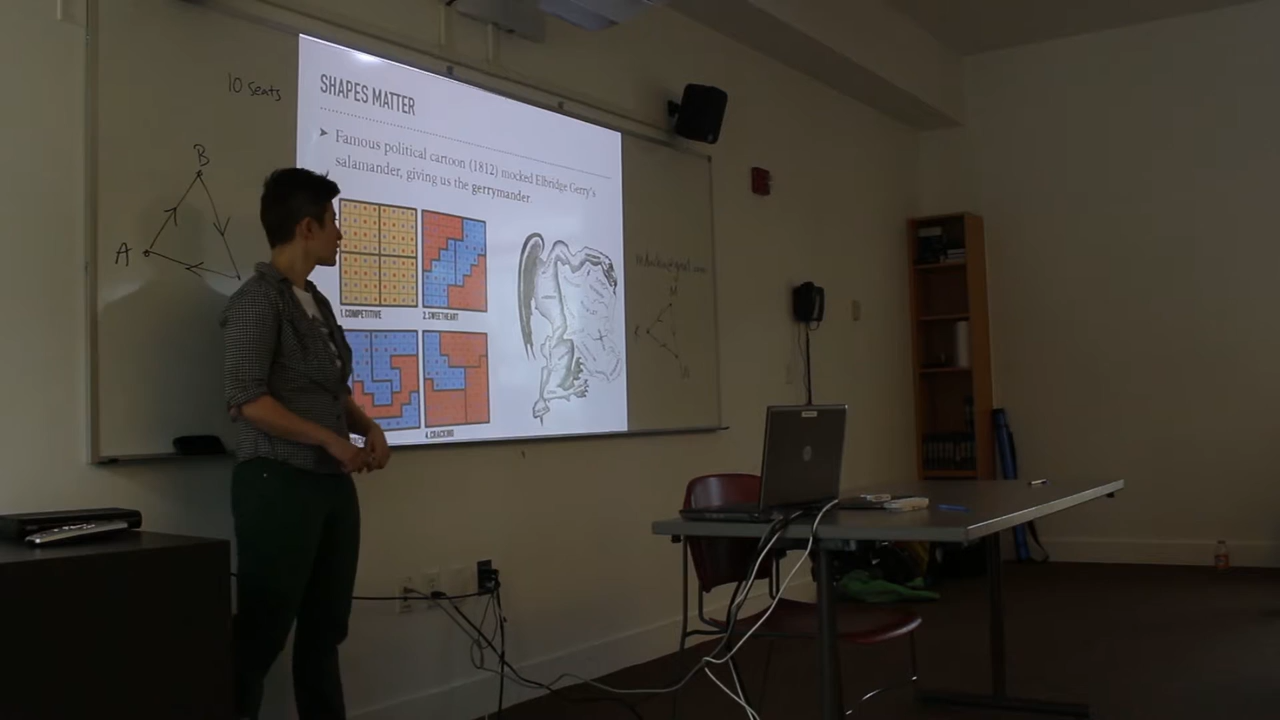 10 seats
SHAPES MATTER
➤ Famous political cartoon (1812) mocked Elbridge Gerry's
salamander, giving us the gerrymander.
B
A
1. COMPETITIVE
2. SWEETHEART
4. CRACKING